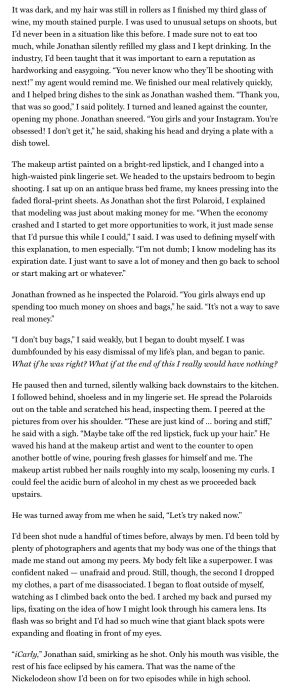 It was dark, and my hair was still in rollers as I finished my third glass of
wine, my mouth stained purple. I was used to unusual setups on shoots, but
I'd never been in a situation like this before. I made sure not to eat too
much, while Jonathan silently refilled my glass and I kept drinking. In the
industry, I'd been taught that it was important to earn a reputation as
hardworking and easygoing. "You never know who they'll be shooting with
next!" my agent would remind me. We finished our meal relatively quickly,
and I helped bring dishes to the sink as Jonathan washed them. "Thank you,
that was so good," I said politely. I turned and leaned against the counter,
opening my phone. Jonathan sneered. "You girls and your Instagram. You're
obsessed! I don't get it," he said, shaking his head and drying a plate with a
dish towel.
The makeup artist painted on a bright-red lipstick, and I changed into a
high-waisted pink lingerie set. We headed to the upstairs bedroom to begin
shooting. I sat up on an antique brass bed frame, my knees pressing into the
faded floral-print sheets. As Jonathan shot the first Polaroid, I explained
that modeling was just about making money for me. "When the economy
crashed and I started to get more opportunities to work, it just made sense
that I'd pursue this while I could," I said. I was used to defining myself with
this explanation, to men especially. "I'm not dumb; I know modeling has its
expiration date. I just want to save a lot of money and then go back to school
or start making art or whatever."
Jonathan frowned as he inspected the Polaroid. "You girls always end up
spending too much money on shoes and bags," he said. "It's not a way to save
real money."
"I don't buy bags," I said weakly, but I began to doubt myself. I was
dumbfounded by his easy dismissal of my life's plan, and began to panic.
What if he was right? What if at the end of this I really would have nothing?
He paused then and turned, silently walking back downstairs to the kitchen.
I followed behind, shoeless and in my lingerie set. He spread the Polaroids
out on the table and scratched his head, inspecting them. I peered at the
pictures from over his shoulder. "These are just kind of ... boring and stiff,"
he said with a sigh. "Maybe take off the red lipstick, fuck up your hair." He
waved his hand at the makeup artist and went to the counter to open
another bottle of wine, pouring fresh glasses for himself and me. The
makeup artist rubbed her nails roughly into my scalp, loosening my curls. I
could feel the acidic burn of alcohol in my chest as we proceeded back
upstairs.
He was turned away from me when he said, "Let's try naked now."
I'd been shot nude a handful of times before, always by men. I'd been told by
plenty of photographers and agents that my body was one of the things that
made me stand out among my peers. My body felt like a superpower. I was
confident naked — unafraid and proud. Still, though, the second I dropped
my clothes, a part of me disassociated. I began to float outside of myself,
watching as I climbed back onto the bed. I arched my back and pursed my
lips, fixating on the idea of how I might look through his camera lens. Its
flash was so bright and I'd had so much wine that giant black spots were
expanding and floating in front of my eyes.
"iCarly," Jonathan said, smirking as he shot. Only his mouth was visible, the
rest of his face eclipsed by his camera. That was the name of the
Nickelodeon show I'd been on for two episodes while in high school.